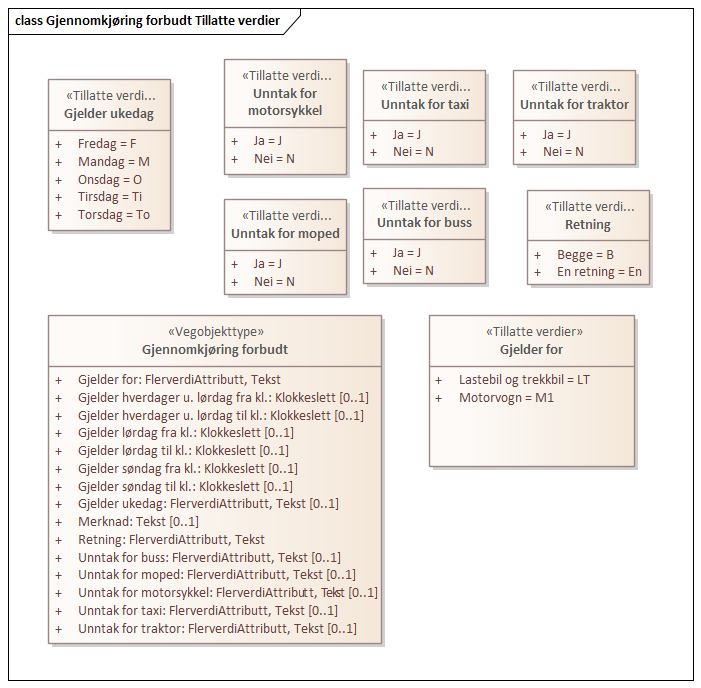 class Gjennomkjøring forbudt Tillatte verdier
«Tillatte verdi...
Gjelder ukedag
+ Fredag = F
+ Mandag = M
+ Onsdag = O
+ Tirsdag = Ti
+ Torsdag = To
«Tillatte verdi...
Unntak for
motorsykkel
+ Ja = J
+ Nei = N
«Tillatte verdi...
Unntak for taxi
+ Ja = J
+ Nei = N
«Tillatte verdi...
Unntak for traktor
+ Ja = J
+ Nei = N
«Tillatte verdi...
Unntak for moped
+ Ja = J
+ Nei = N
«Tillatte verdi...
Unntak for buss
+ Ja = J
+ Nei = N
«Tillatte verdi...
Retning
+ Begge = B
+ En retning = En
«Vegobjekttype»
Gjennomkjøring forbudt
+ Gjelder for: FlerverdiAttributt, Tekst
+ Gjelder hverdager u. lørdag fra kl.: Klokkeslett [0..1]
+ Gjelder hverdager u. lørdag til kl.: Klokkeslett [0..1]
+ Gjelder lørdag fra kl.: Klokkeslett [0..1]
+ Gjelder lørdag til kl.: Klokkeslett [0..1]
+ Gjelder søndag fra kl.: Klokkeslett [0..1]
+ Gjelder søndag til kl.: Klokkeslett [0..1]
+ Gjelder ukedag: FlerverdiAttributt, Tekst [0..1]
+ Merknad: Tekst [0..1]
+ Retning: FlerverdiAttributt, Tekst
+ Unntak for buss: FlerverdiAttributt, Tekst [0..1]
+ Unntak for moped: FlerverdiAttributt, Tekst [0..1]
+ Unntak for motorsykkel: FlerverdiAttributt, Tekst [0..1]
+ Unntak for taxi: FlerverdiAttributt, Tekst [0..1]
+ Unntak for traktor: FlerverdiAttributt, Tekst [0..1]
«Tillatte verdier»
Gjelder for
+ Lastebil og trekkbil = LT
+ Motorvogn = M1